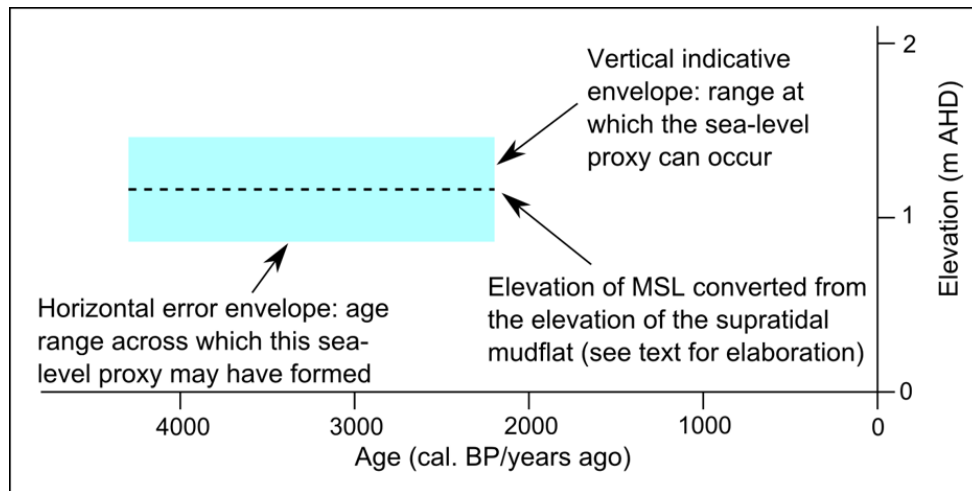 Vertical indicative
envelope: range at
which the sea-level
proxy can occur
Elevation of MSL converted from
the elevation of the supratidal
mudflat (see text for elaboration)
Horizontal error envelope: age
range across which this sea-
level proxy may have formed
2
1
0
Elevation (m AHD)
4000
3000
2000
1000
0
Age (cal. BP/years ago)